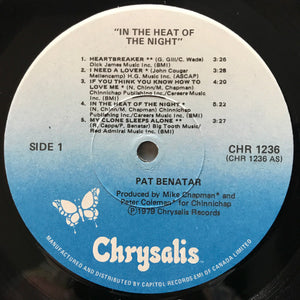 "IN THE HEAT OF
THE NIGHT"
1. HEARTBREAKER ** (G. Gill/C. Wade) 3:26
Dick James Music Inc. (BMI)
2. I NEED A LOVER * (John Cougar
Mellencamp) H.G. Music Inc. (ASCAP) 3:35
3. IF YOU THINK YOU KNOW HOW TO
LOVE ME * (N. Chinn/M. Chapman)
Chinnichap Publishing Inc./Careers
Music Inc. (BMI) 4:27
4. IN THE HEAT OF THE NIGHT *
(N. Chinn/M. Chapman) Chinnichap
Publishing Inc./Careers Music Inc. (BMI) 5:27
5. MY CLONE SLEEPS ALONE **
(R. Capps/P. Benatar) Big Tooth Music/
Red Admiral Music Inc. (BMI)
SIDE 1
CHR 1236
(CHR 1236 AS)
PAT BENATAR
Produced by Mike Chapman* and
Peter Coleman** for Chinnichap
Ⓟ1979 Chrysalis Records
Chrysalis
MANUFACTURED AND DISTRIBUTED BY CAPITOL RECORDS-EMI OF CANADA LIMITED